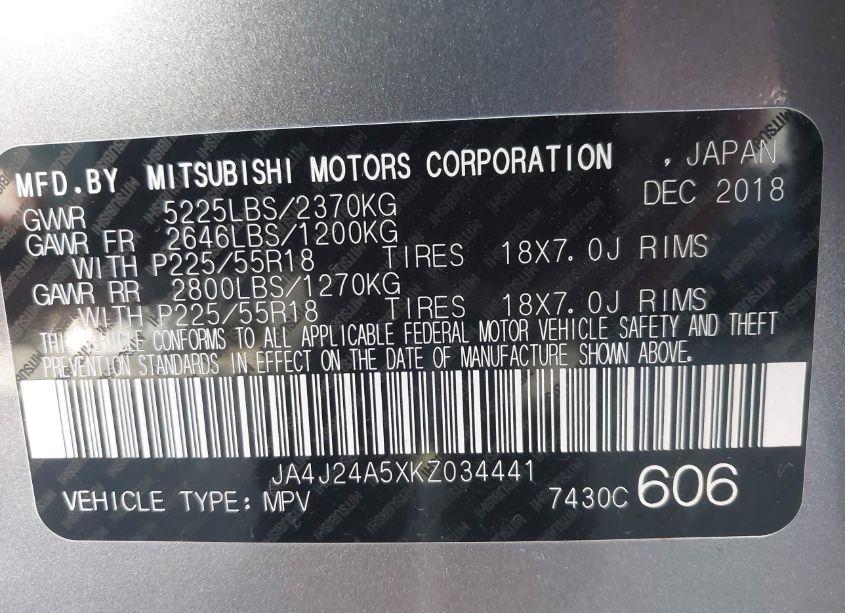 MFD.BY MITSUBISHI MOTORS CORPORATION , JAPAN
GVWR 5225LBS/2370KG DEC 2018
GAWR FR 2646LBS/1200KG
WITH P225/55R18 TIRES 18X7.0J RIMS
GAWR RR 2800LBS/1270KG
WITH P225/55R18 TIRES 18X7.0J RIMS
THIS VEHICLE CONFORMS TO ALL APPLICABLE FEDERAL MOTOR VEHICLE SAFETY AND THEFT
PREVENTION STANDARDS IN EFFECT ON THE DATE OF MANUFACTURE SHOWN ABOVE.
JA4J24A5XKZ034441
VEHICLE TYPE: MPV 7430C 606